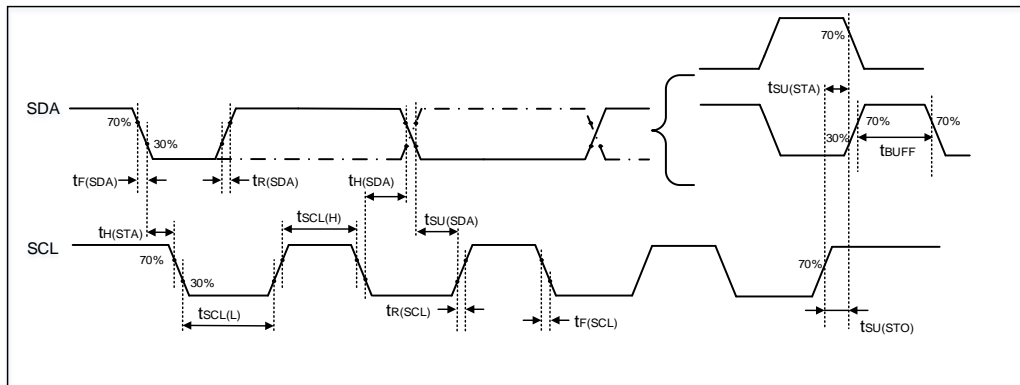 70%
tSU(STA)
SDA
70%
30%
30%
70%
70%
tBUFF
tF(SDA)
tR(SDA)
tH(SDA)
tH(STA)
tSCL(H)
tSU(SDA)
SCL
70%
30%
70%
tSCL(L)
tR(SCL)
tF(SCL)
tSU(STO)